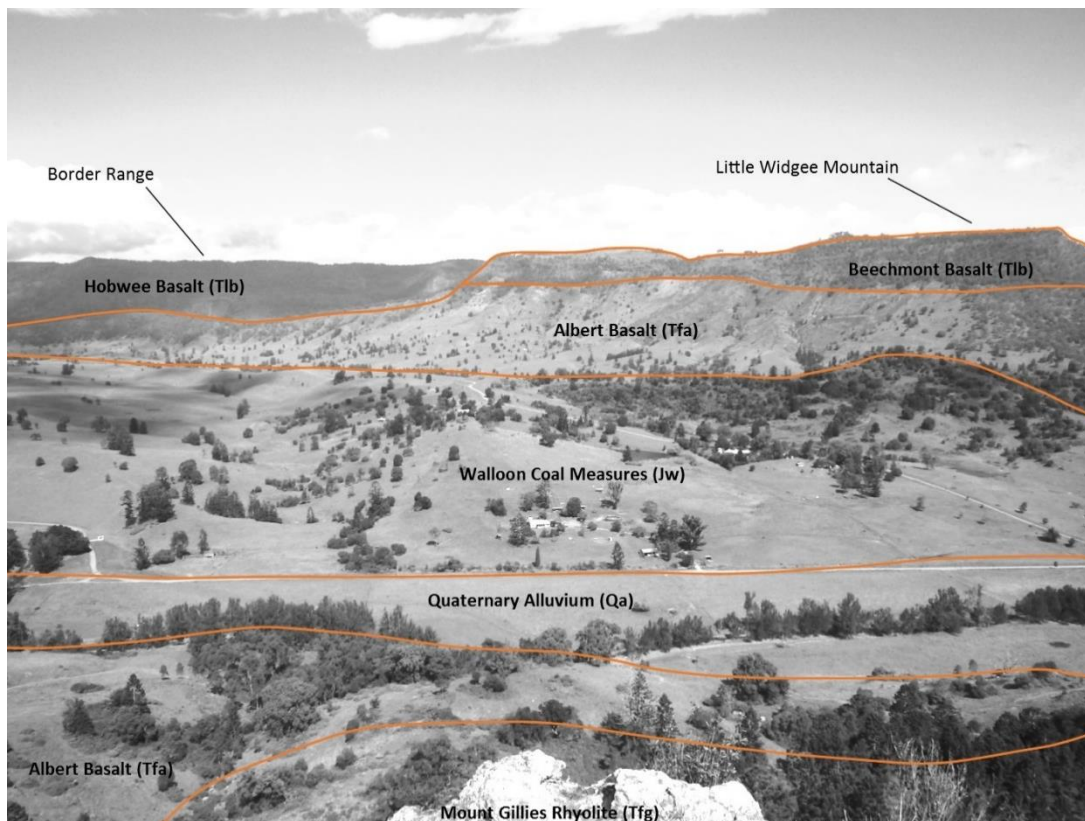 Border Range
Little Widgee Mountain
Hobwee Basalt (Tlb)
Beechmont Basalt (Tlb)
Albert Basalt (Tfa)
Walloon Coal Measures (Jw)
Quaternary Alluvium (Qa)
Albert Basalt (Tfa)
Mount Gillies Rhyolite (Tfg)